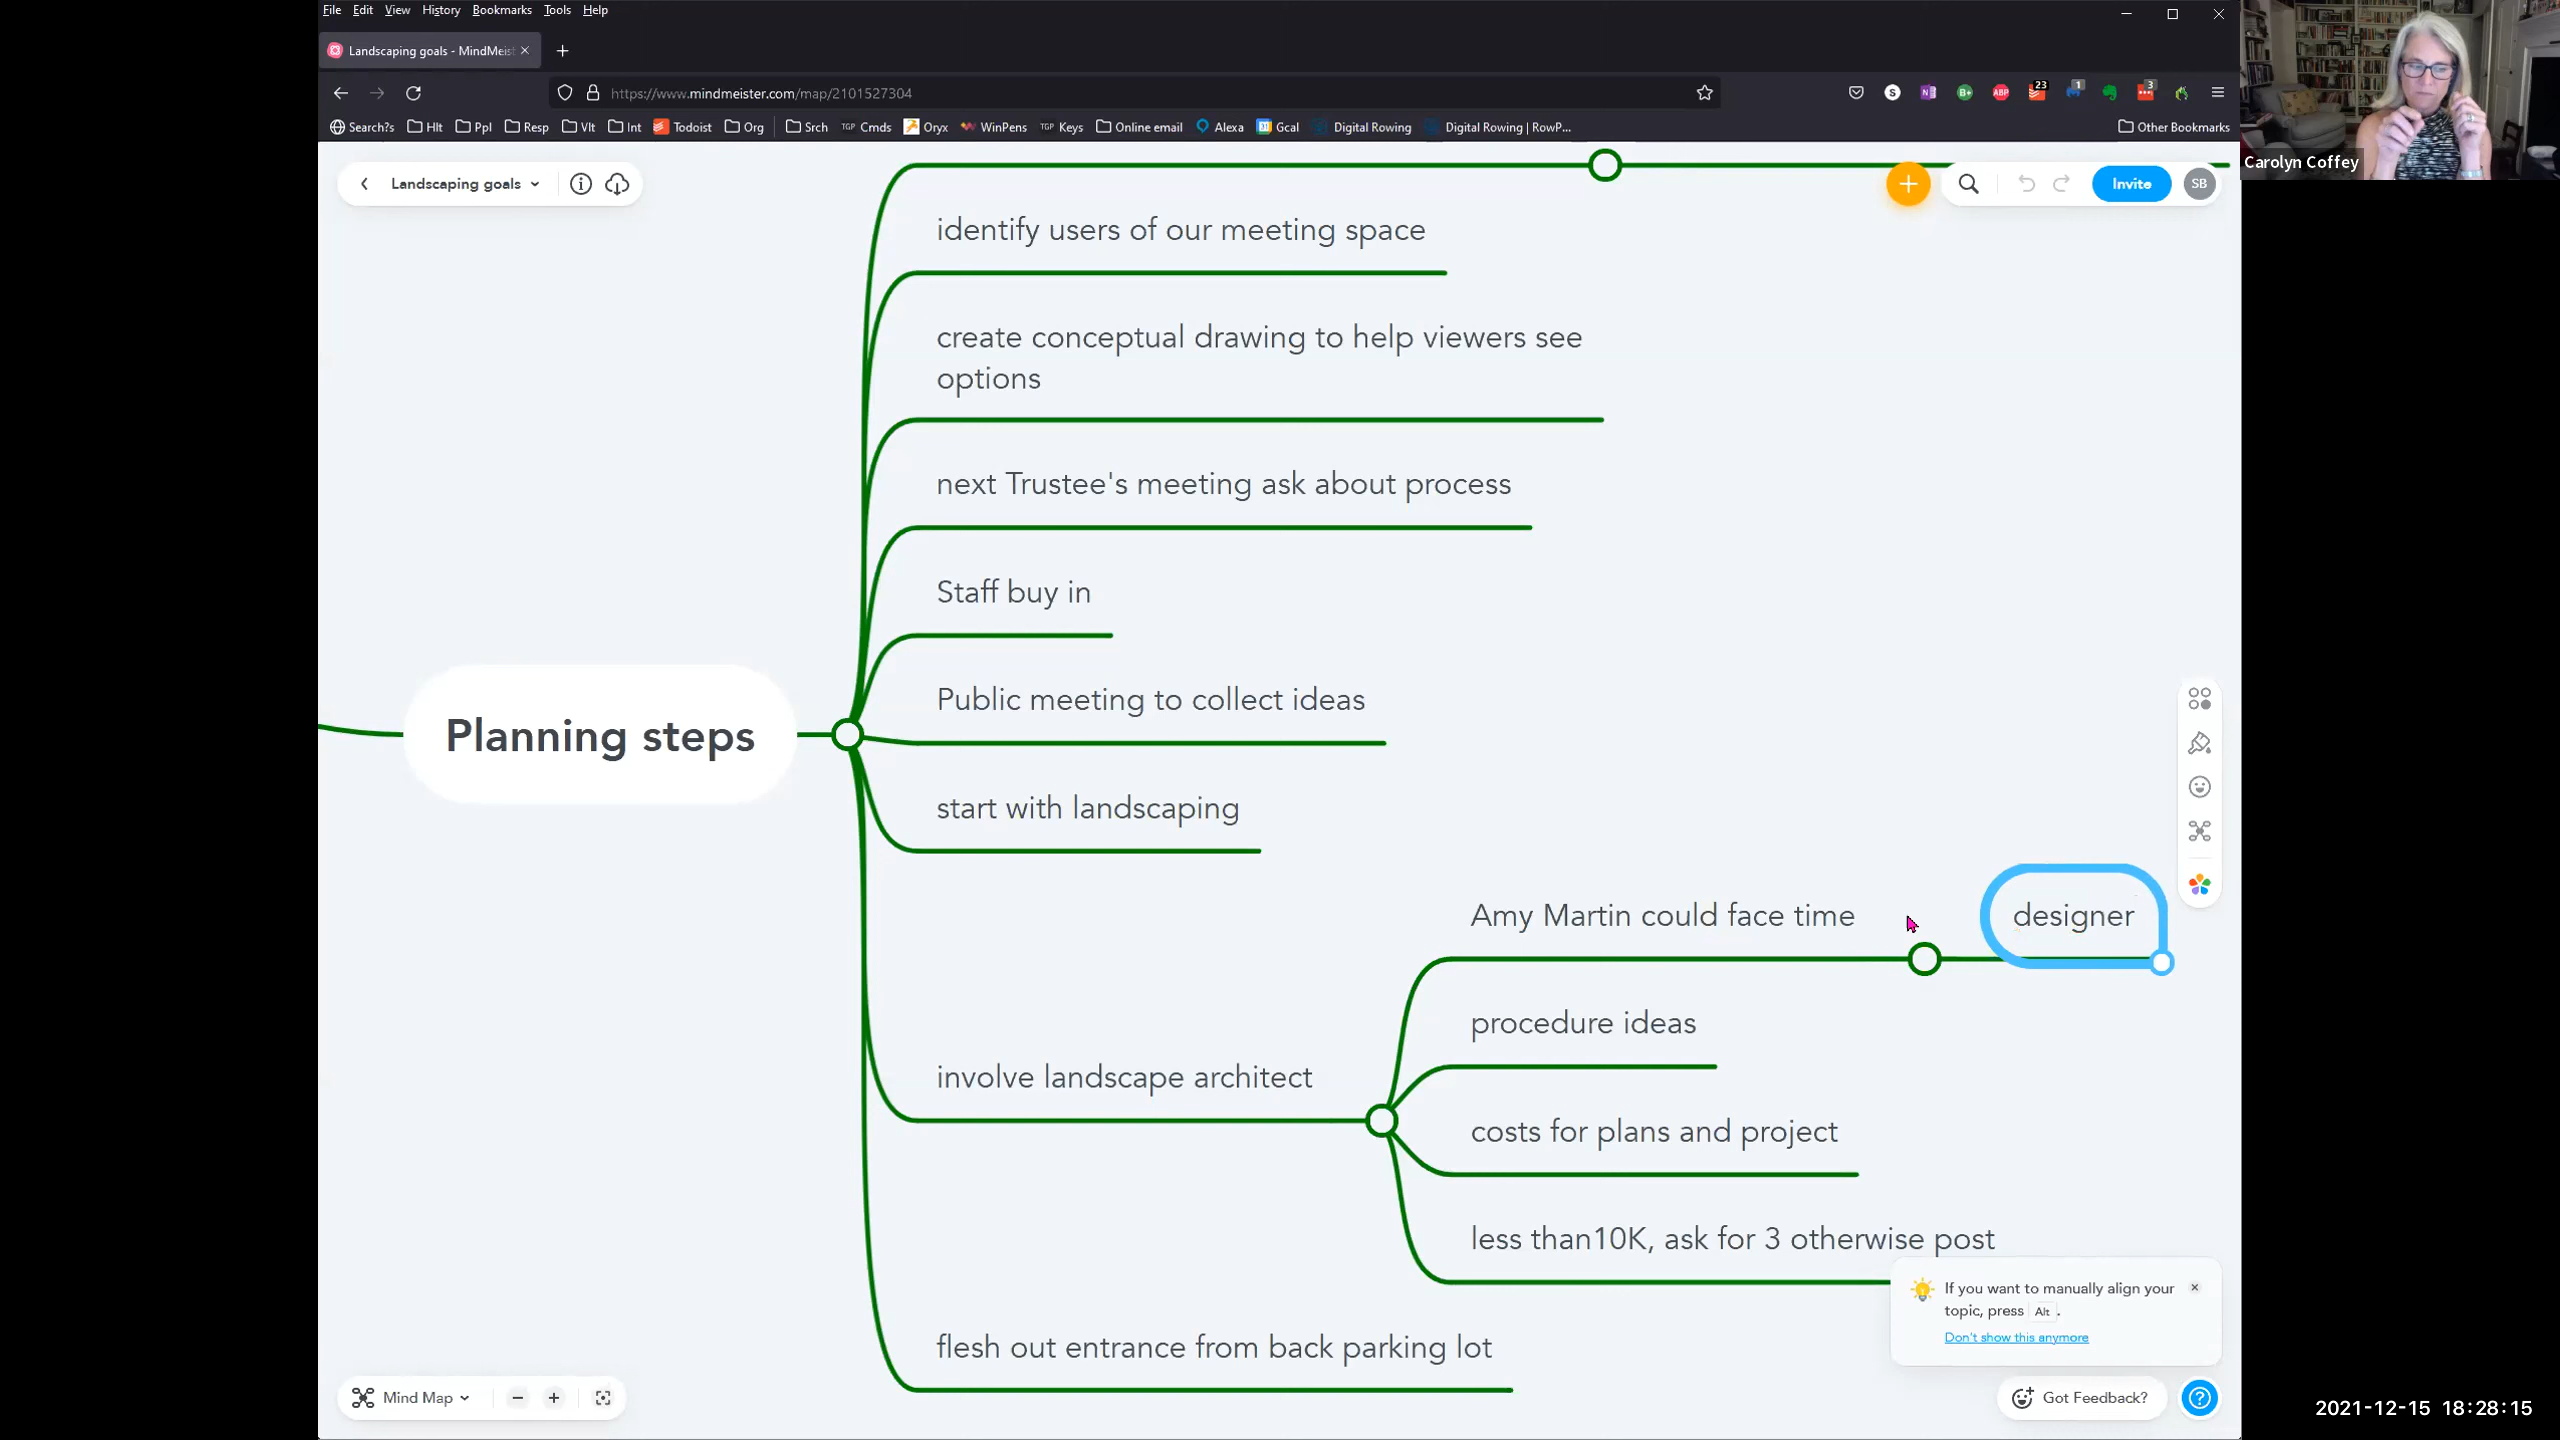 File Edit View History Bookmarks Tools Help
Landscaping goals - MindMeist
https://www.mindmeister.com/map/2101527304
S N B+ ABP 23 1 3
Search?s Hlt Ppl Resp Vlt Int Todoist Org Srch TGP Cmds Oryx WinPens TGP Keys Online email Alexa 31 Gcal Digital Rowing Digital Rowing | RowP... Other Bookmarks
Carolyn Coffey
Landscaping goals
Invite SB
identify users of our meeting space
create conceptual drawing to help viewers see
options
next Trustee's meeting ask about process
Staff buy in
Public meeting to collect ideas
Planning steps
start with landscaping
Amy Martin could face time
designer
procedure ideas
involve landscape architect
costs for plans and project
less than10K, ask for 3 otherwise post
flesh out entrance from back parking lot
If you want to manually align your
topic, press Alt .
Don't show this anymore
Mind Map
Got Feedback?
2021-12-15 18:28:15